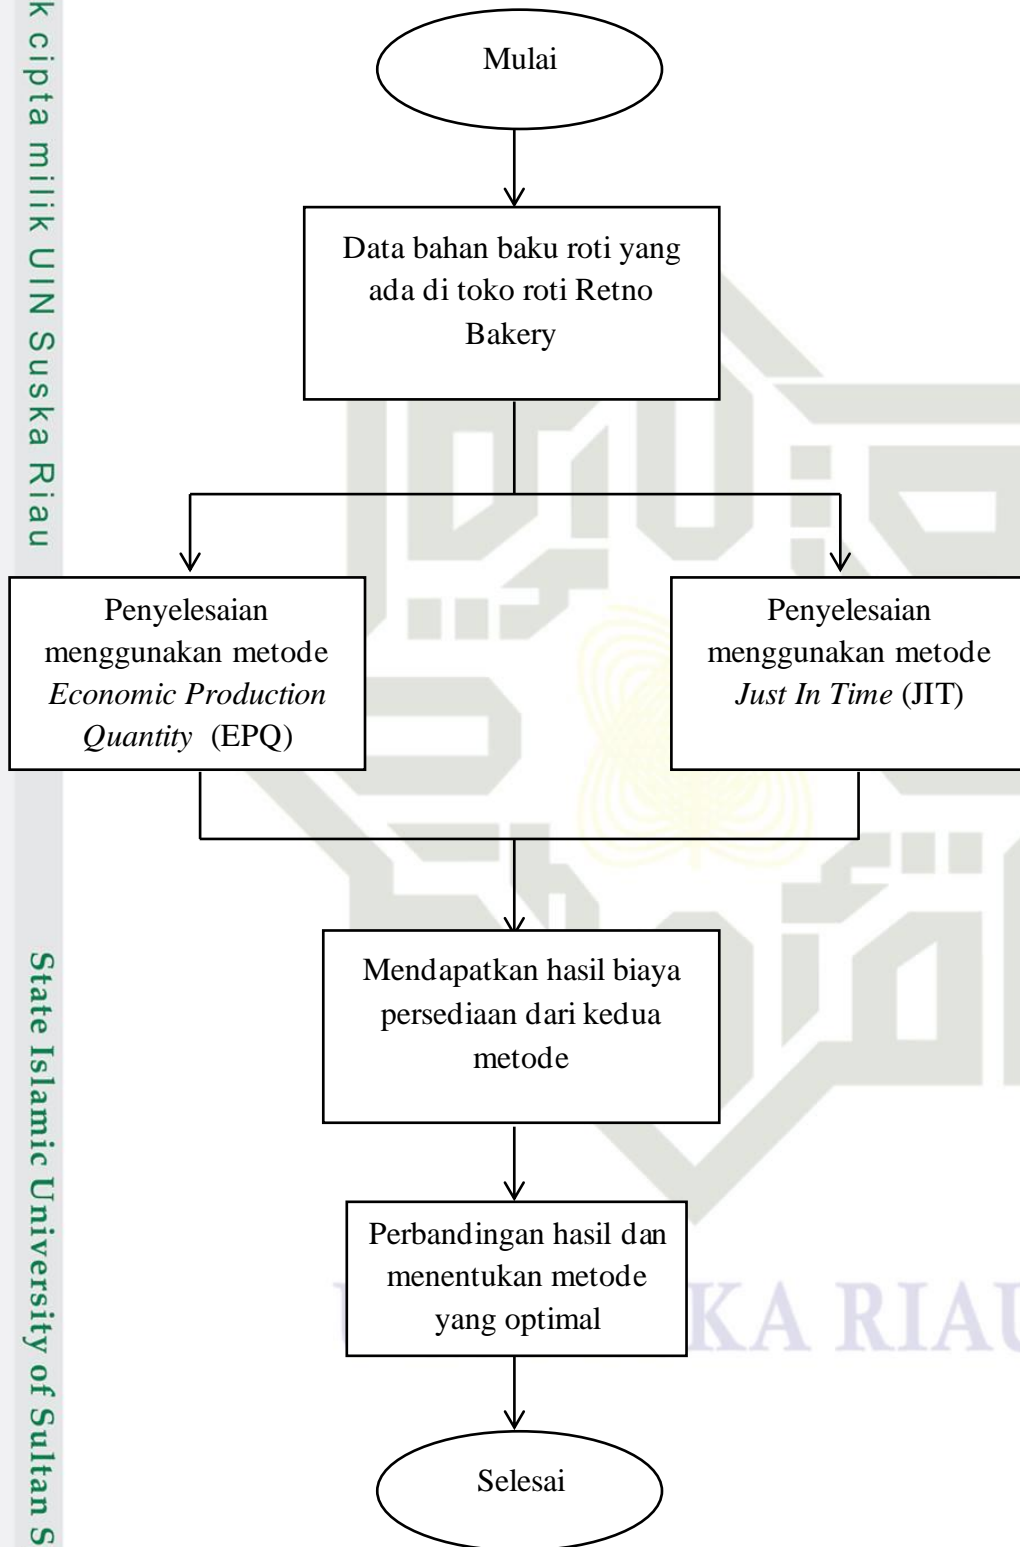 k cipta milik UIN Suska Riau
State Islamic University of Sultan S
Mulai
Data bahan baku roti yang
ada di toko roti Retno
Bakery
Penyelesaian
menggunakan metode
Economic Production
Quantity (EPQ)
Penyelesaian
menggunakan metode
Just In Time (JIT)
Mendapatkan hasil biaya
persediaan dari kedua
metode
Perbandingan hasil dan
menentukan metode
yang optimal
KA RIAU
Selesai